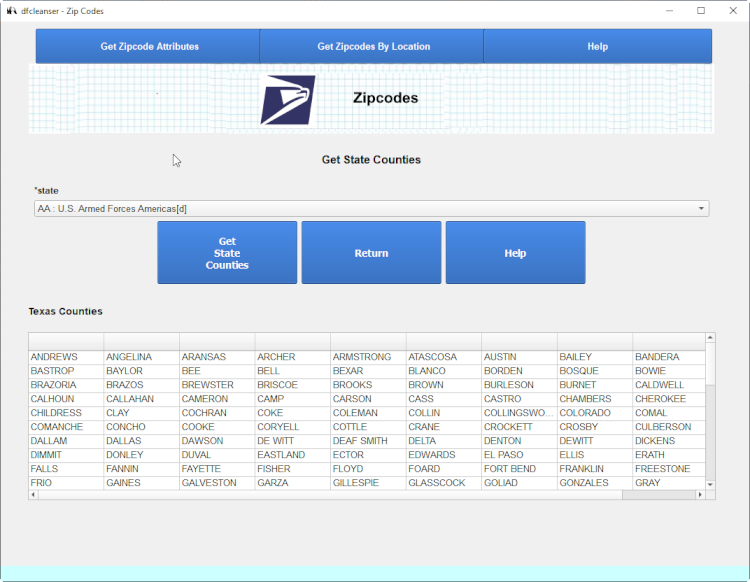 dfcleanser - Zip Codes
Get Zipcode Attributes Get Zipcodes By Location Help
Zipcodes
Get State Counties
*state
AA : U.S. Armed Forces Americas[d]
Get
State
Counties
Return
Help
Texas Counties
ANDREWS ANGELINA ARANSAS ARCHER ARMSTRONG ATASCOSA AUSTIN BAILEY BANDERA
BASTROP BAYLOR BEE BELL BEXAR BLANCO BORDEN BOSQUE BOWIE
BRAZORIA BRAZOS BREWSTER BRISCOE BROOKS BROWN BURLESON BURNET CALDWELL
CALHOUN CALLAHAN CAMERON CAMP CARSON CASS CASTRO CHAMBERS CHEROKEE
CHILDRESS CLAY COCHRAN COKE COLEMAN COLLIN COLLINGSWO... COLORADO COMAL
COMANCHE CONCHO COOKE CORYELL COTTLE CRANE CROCKETT CROSBY CULBERSON
DALLAM DALLAS DAWSON DE WITT DEAF SMITH DELTA DENTON DEWITT DICKENS
DIMMIT DONLEY DUVAL EASTLAND ECTOR EDWARDS EL PASO ELLIS ERATH
FALLS FANNIN FAYETTE FISHER FLOYD FOARD FORT BEND FRANKLIN FREESTONE
FRIO GAINES GALVESTON GARZA GILLESPIE GLASSCOCK GOLIAD GONZALES GRAY